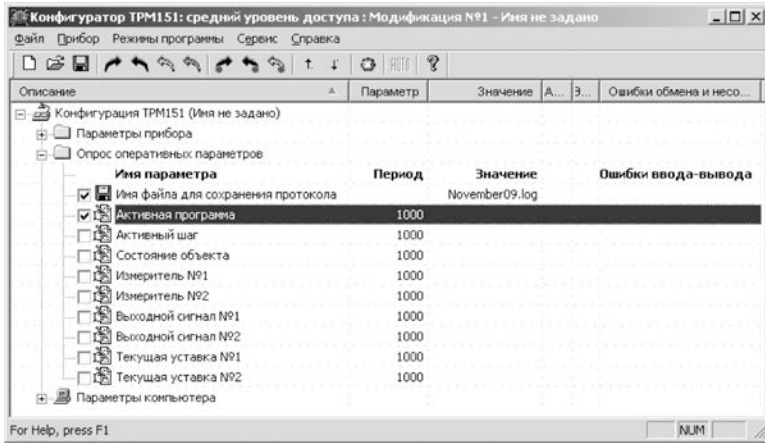 Конфигуратор ТРМ151: средний уровень доступа : Модификация №1 - Имя не задано
Файл Прибор Режимы программы Сервис Справка
AUTO ?
Описание Параметр Значение А... Э... Ошибки обмена и несо...
Конфигурация ТРМ151 (Имя не задано)
Параметры прибора
Опрос оперативных параметров
Имя параметра Период Значение Ошибки ввода-вывода
Имя файла для сохранения протокола November09.log
Активная программа 1000
Активный шаг 1000
Состояние объекта 1000
Измеритель №1 1000
Измеритель №2 1000
Выходной сигнал №1 1000
Выходной сигнал №2 1000
Текущая уставка №1 1000
Текущая уставка №2 1000
Параметры компьютера
For Help, press F1 NUM